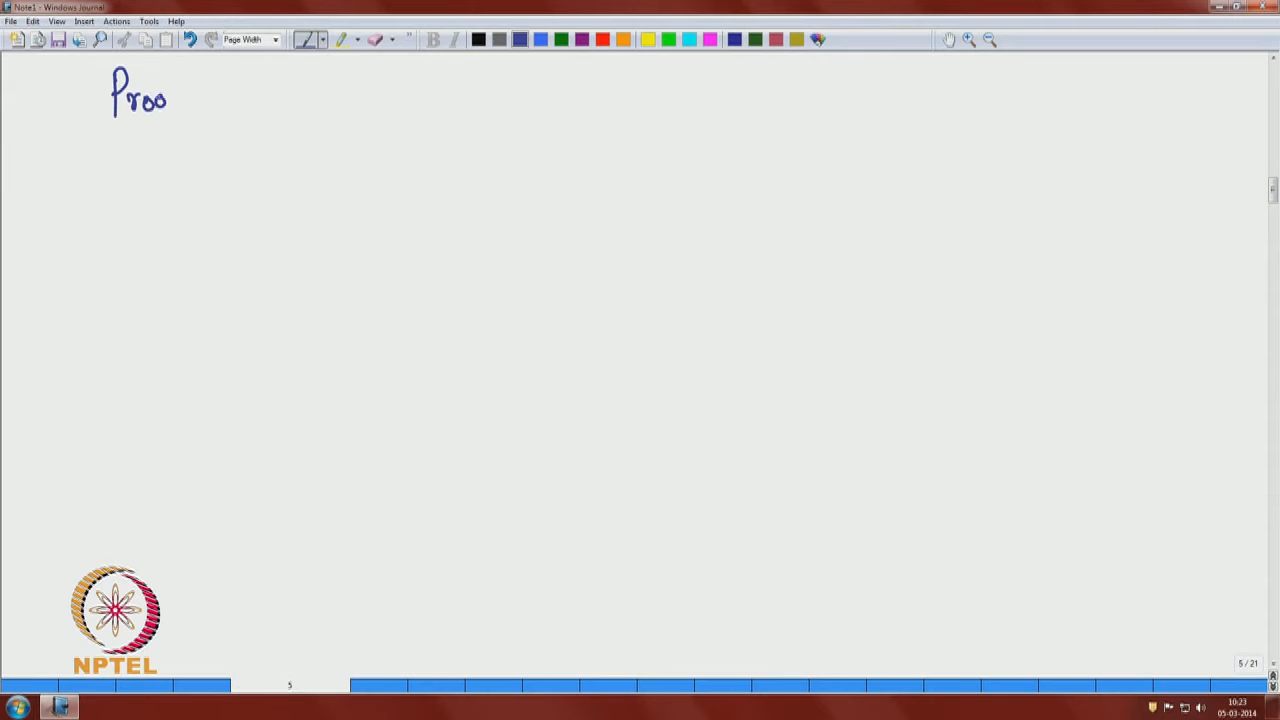 Note1 - Windows Journal
File Edit View Insert Actions Tools Help
Page Width B I
Proo
NPTEL
5 / 21
5
10:23
05-03-2014